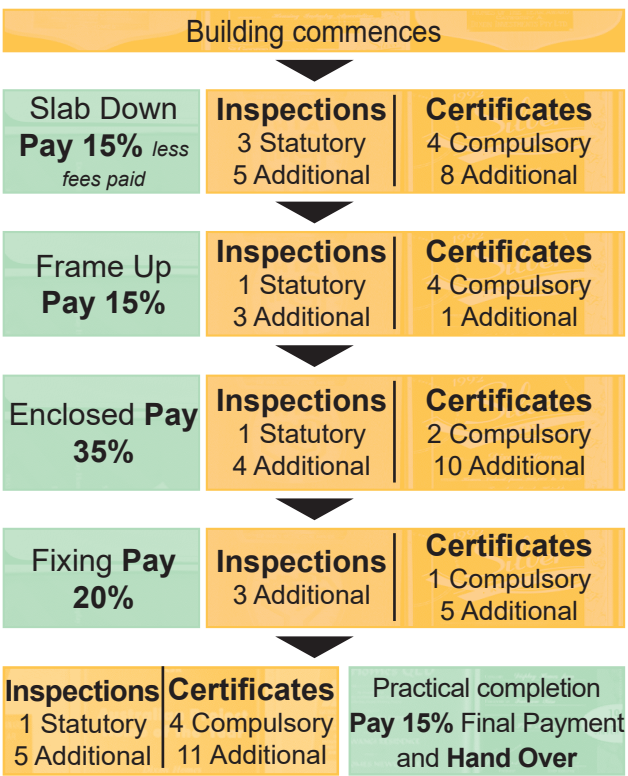 Building commences
Slab Down
Pay 15% less
fees paid
Inspections
3 Statutory
5 Additional
Certificates
4 Compulsory
8 Additional
Frame Up
Pay 15%
Inspections
1 Statutory
3 Additional
Certificates
4 Compulsory
1 Additional
Enclosed Pay
35%
Inspections
1 Statutory
4 Additional
Certificates
2 Compulsory
10 Additional
Fixing Pay
20%
Inspections
3 Additional
Certificates
1 Compulsory
5 Additional
Inspections
1 Statutory
5 Additional
Certificates
4 Compulsory
11 Additional
Practical completion
Pay 15% Final Payment
and Hand Over